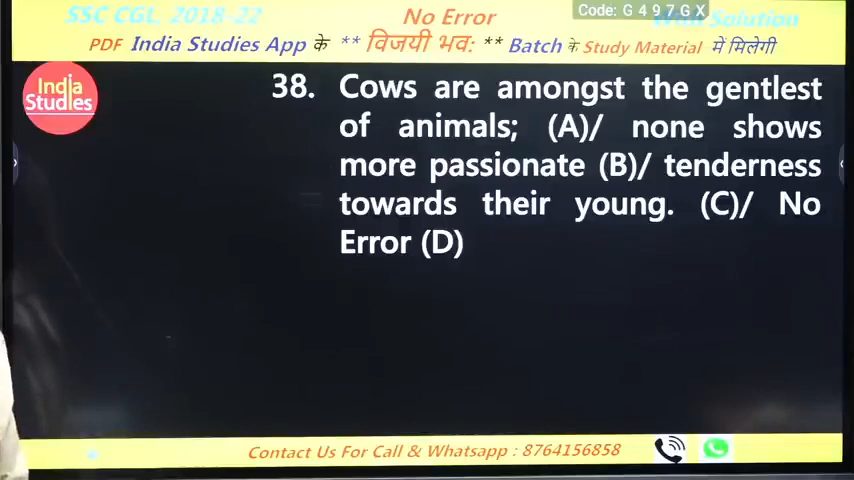 SSC CGL 2018-22 No Error With Solution
Code: G 4 9 7 G X
PDF India Studies App के ** विजयी भव: ** Batch के Study Material में मिलेगी
India
Studies
38. Cows are amongst the gentlest
of animals; (A)/ none shows
more passionate (B)/ tenderness
towards their young. (C)/ No
Error (D)
Contact Us For Call & Whatsapp : 8764156858